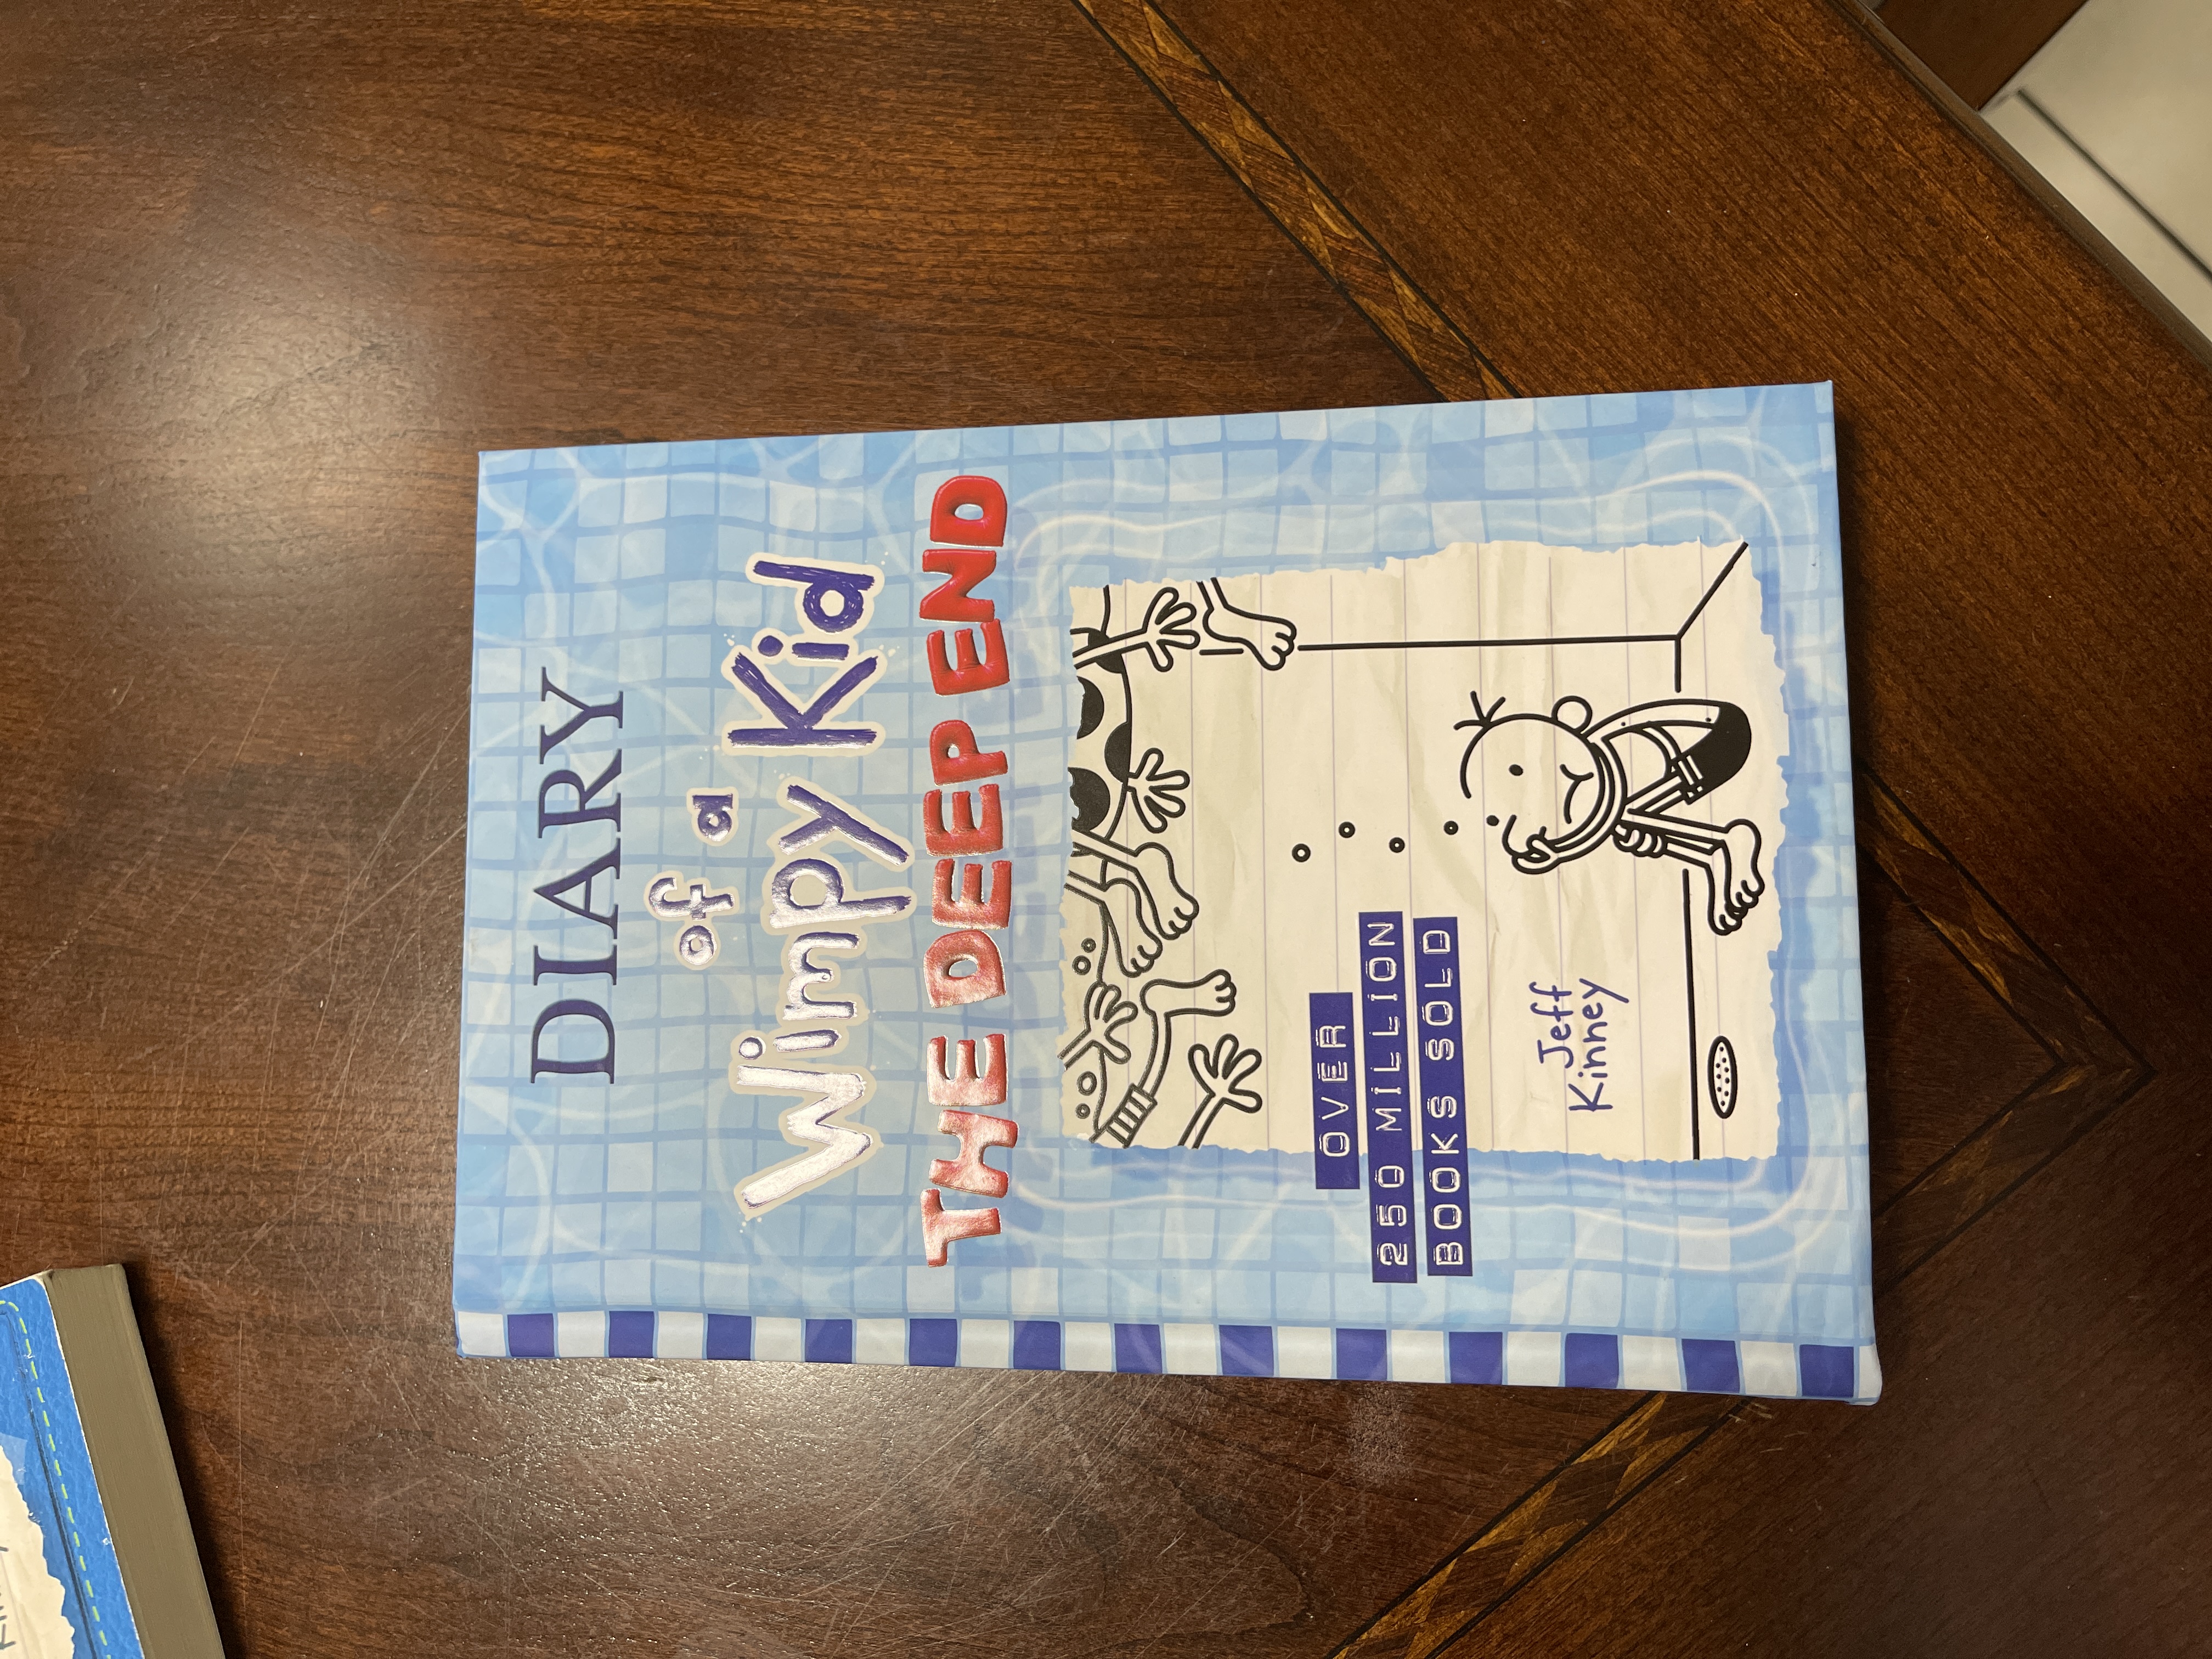 DIARY
of a
Wimpy Kid
THE DEEP END
OVER
250 MILLION
BOOKS SOLD
Jeff
Kinney